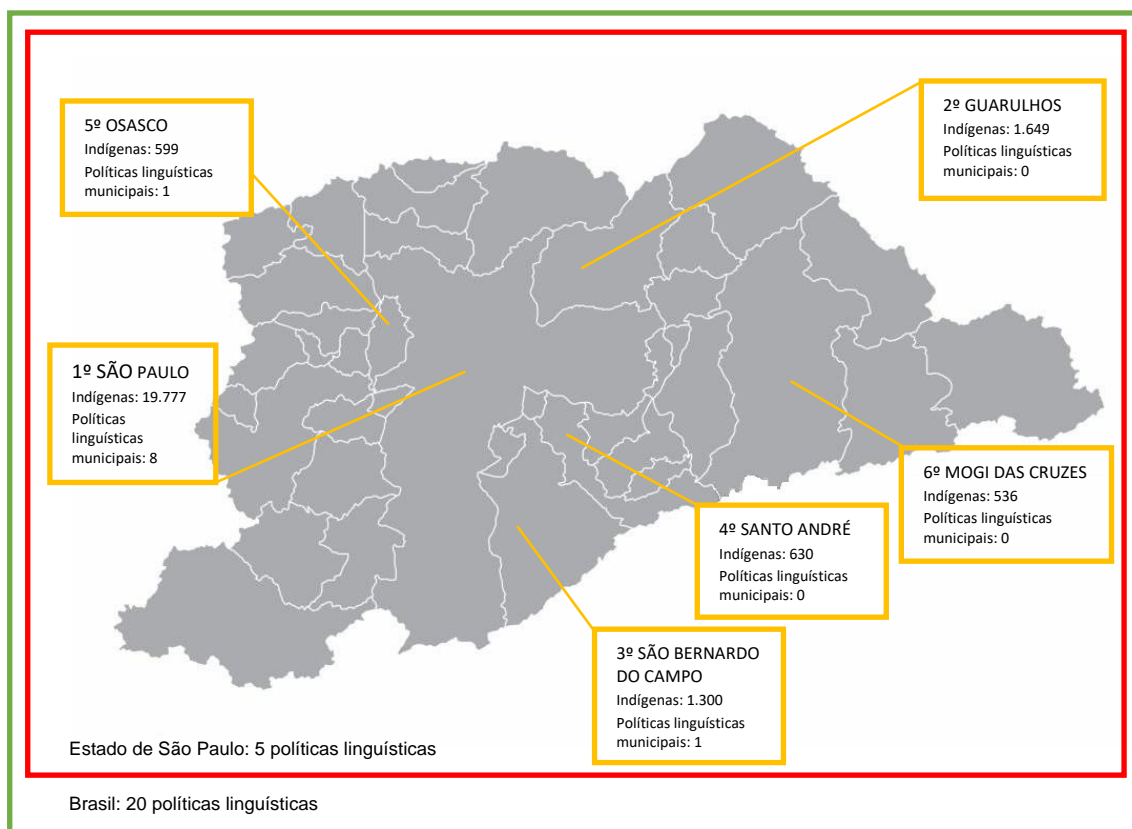 5º OSASCO
Indígenas: 599
Políticas linguísticas
municipais: 1
2º GUARULHOS
Indígenas: 1.649
Políticas linguísticas
municipais: 0
1º SÃO PAULO
Indígenas: 19.777
Políticas
linguísticas
municipais: 8
6º MOGI DAS CRUZES
Indígenas: 536
Políticas linguísticas
municipais: 0
4º SANTO ANDRÉ
Indígenas: 630
Políticas linguísticas
municipais: 0
3º SÃO BERNARDO
DO CAMPO
Indígenas: 1.300
Políticas linguísticas
municipais: 1
Estado de São Paulo: 5 políticas linguísticas
Brasil: 20 políticas linguísticas